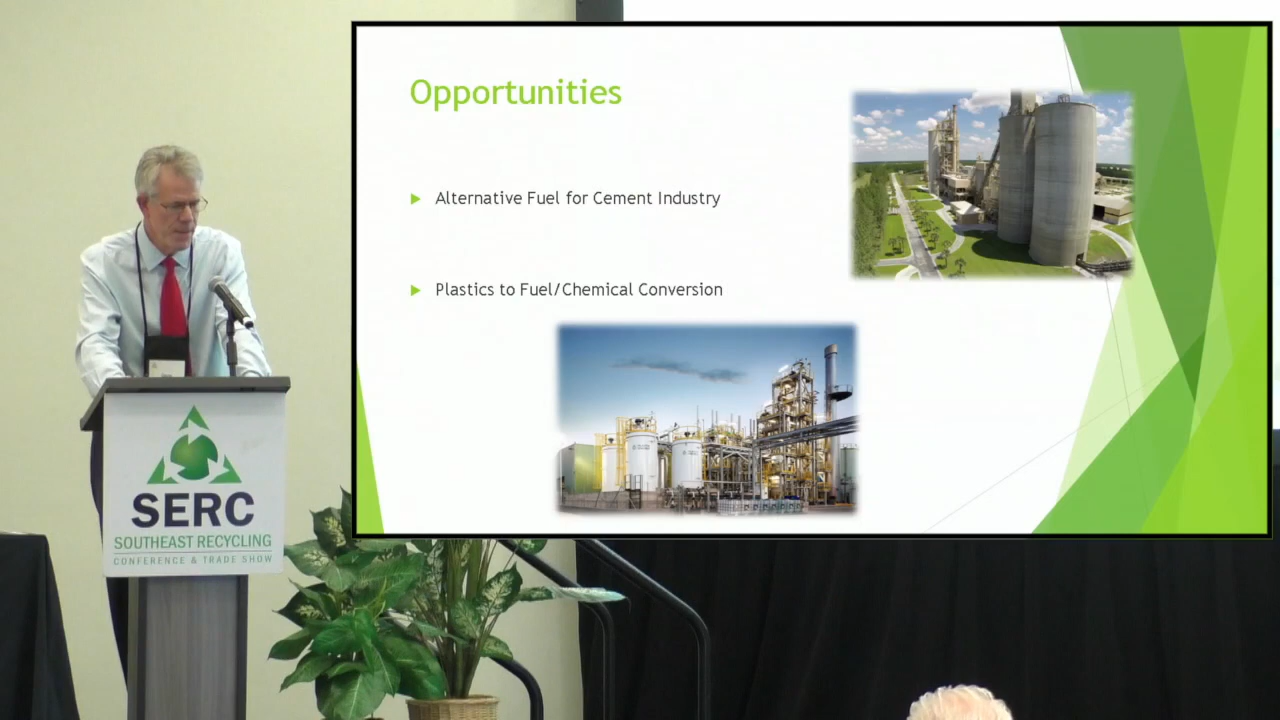 Opportunities
Alternative Fuel for Cement Industry
Plastics to Fuel/Chemical Conversion
SERC
SOUTHEAST RECYCLING
CONFERENCE & TRADE SHOW